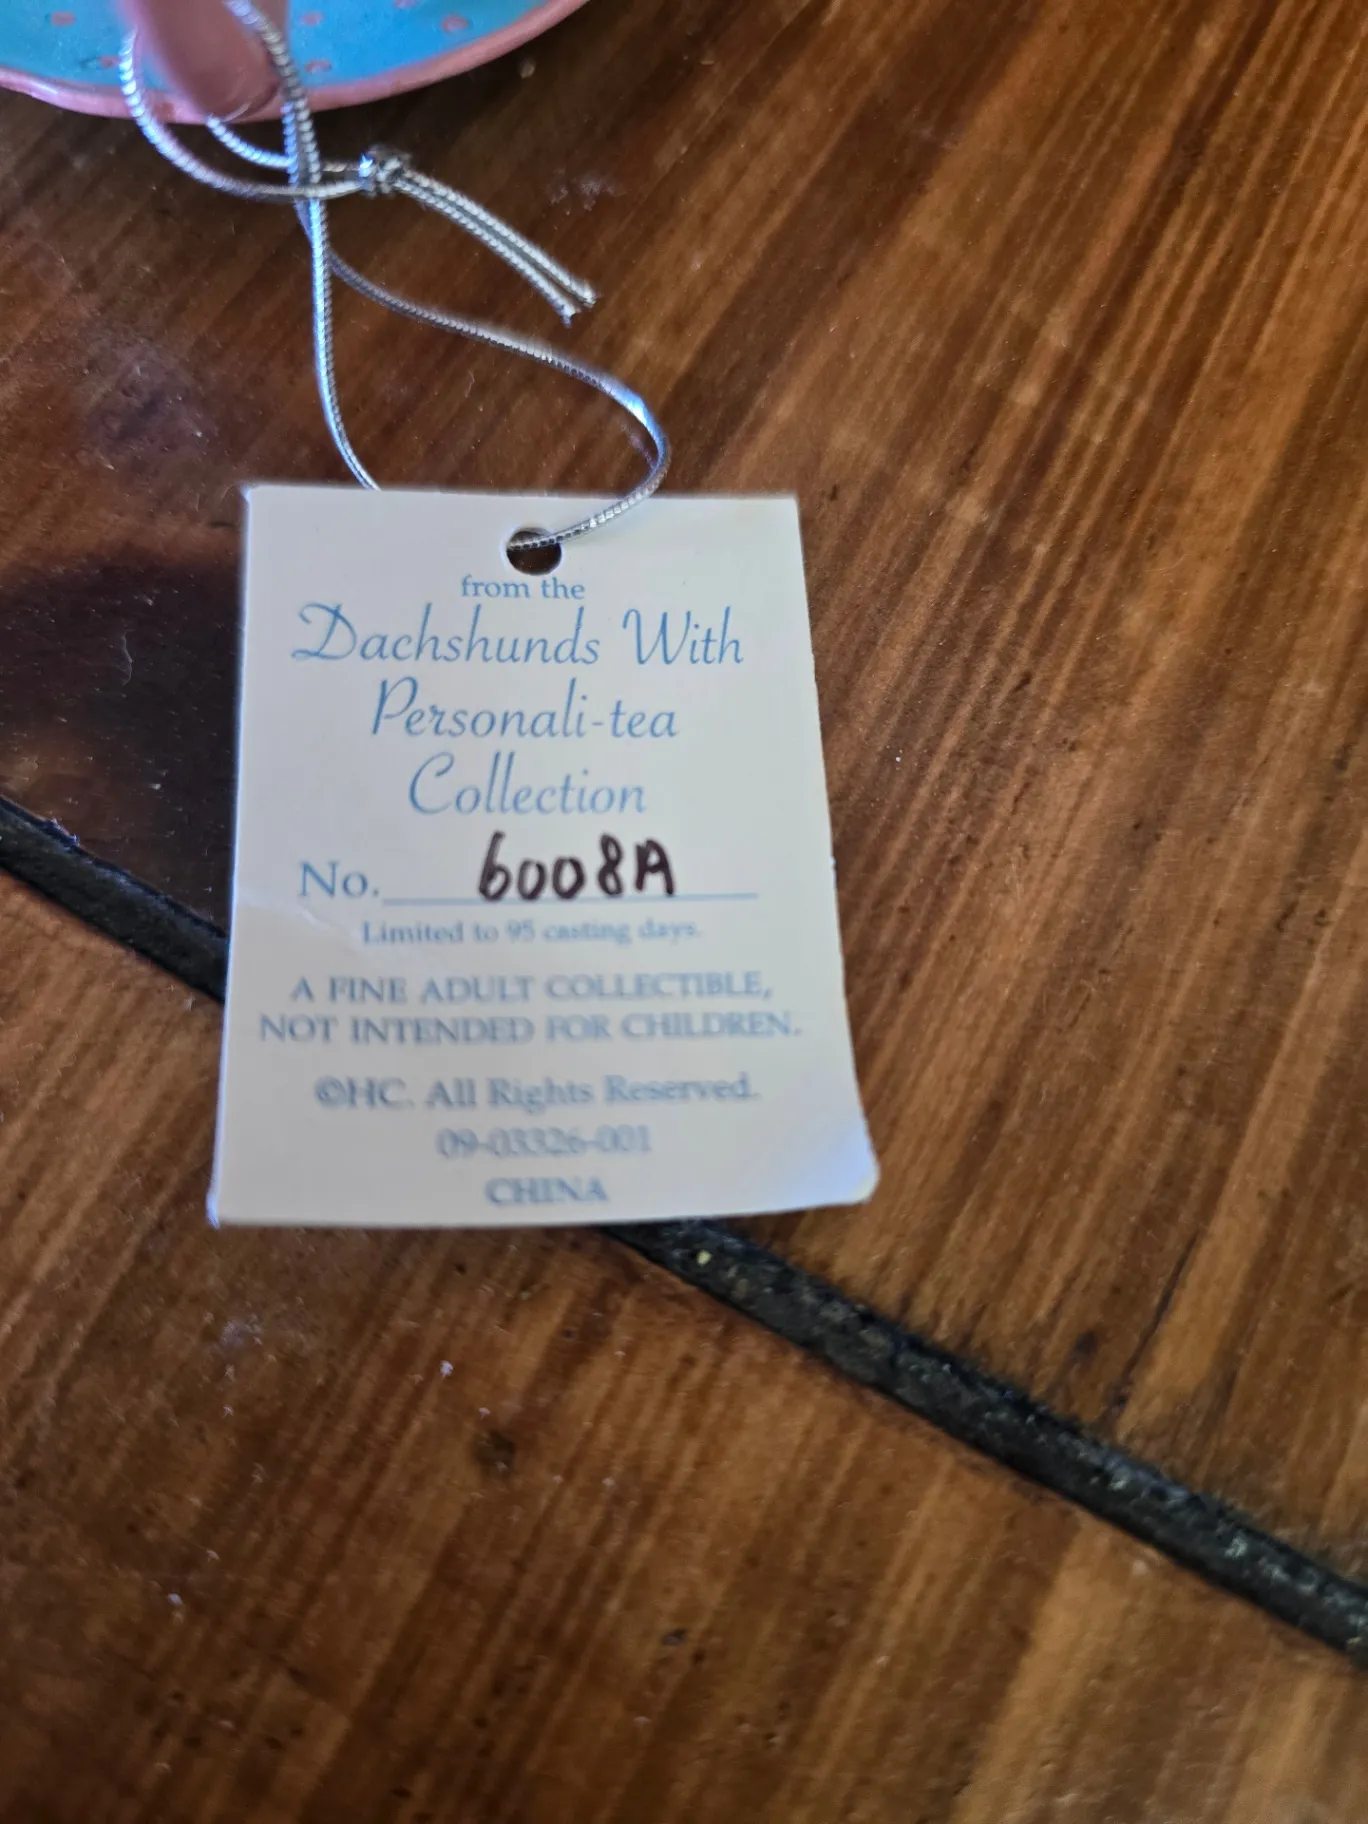 from the
Dachshunds With
Personali-tea
Collection
No. 6008A
Limited to 95 casting days.
A FINE ADULT COLLECTIBLE,
NOT INTENDED FOR CHILDREN.
©HC. All Rights Reserved.
09-03326-001
CHINA